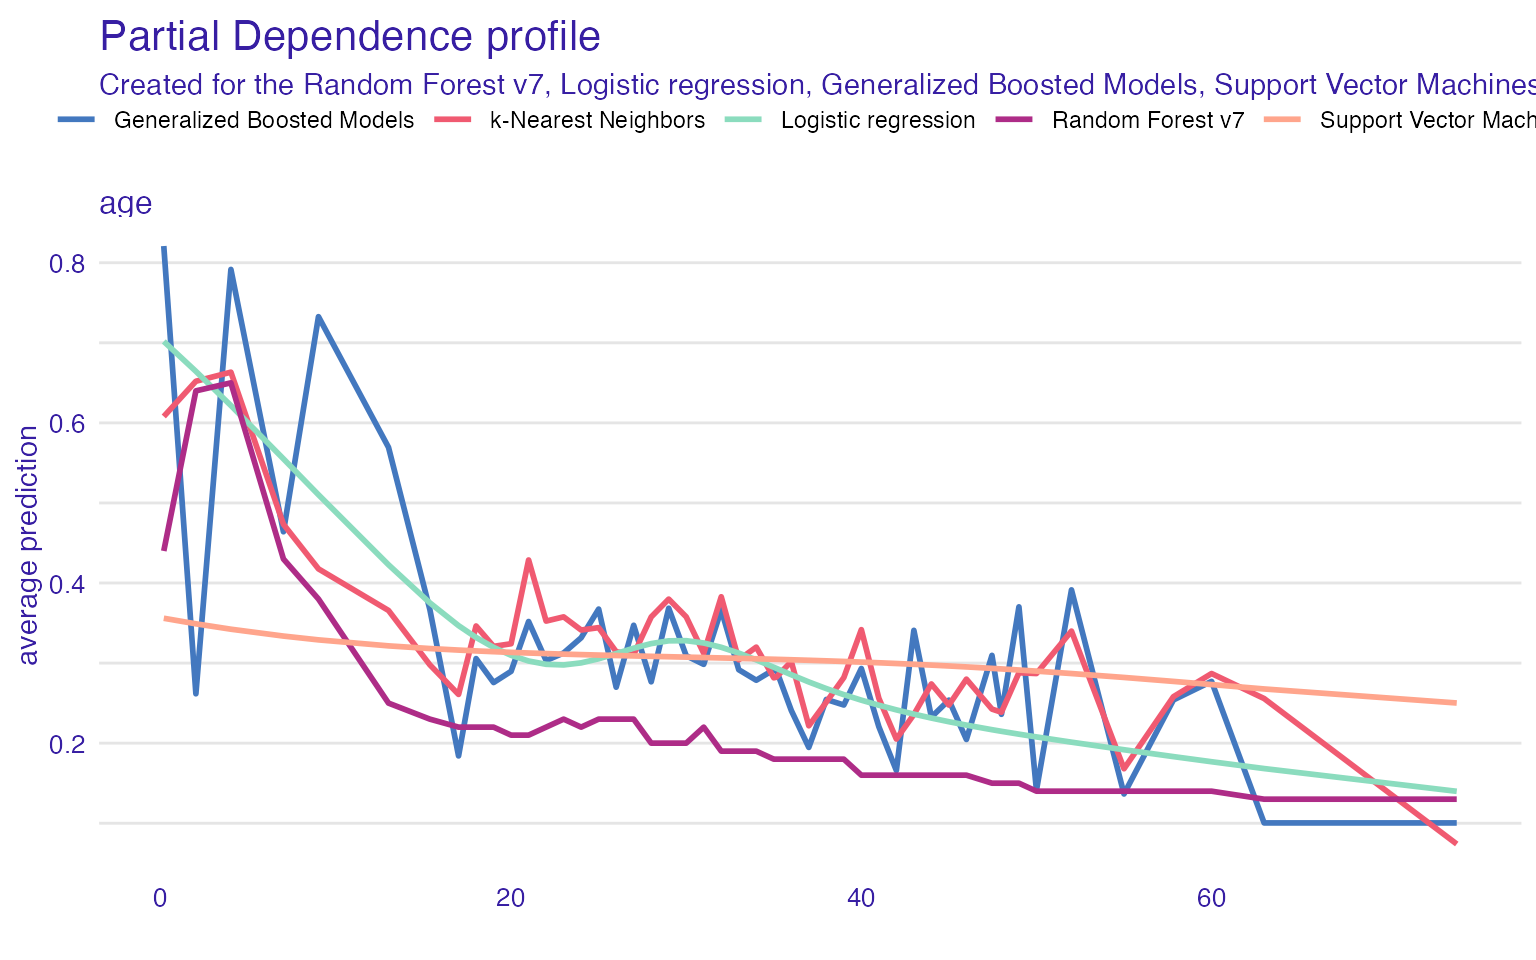 Partial Dependence profile
Created for the Random Forest v7, Logistic regression, Generalized Boosted Models, Support Vector Machines
Generalized Boosted Models k-Nearest Neighbors Logistic regression Random Forest v7 Support Vector Mach
age
average prediction
0.8
0.6
0.4
0.2
0 20 40 60